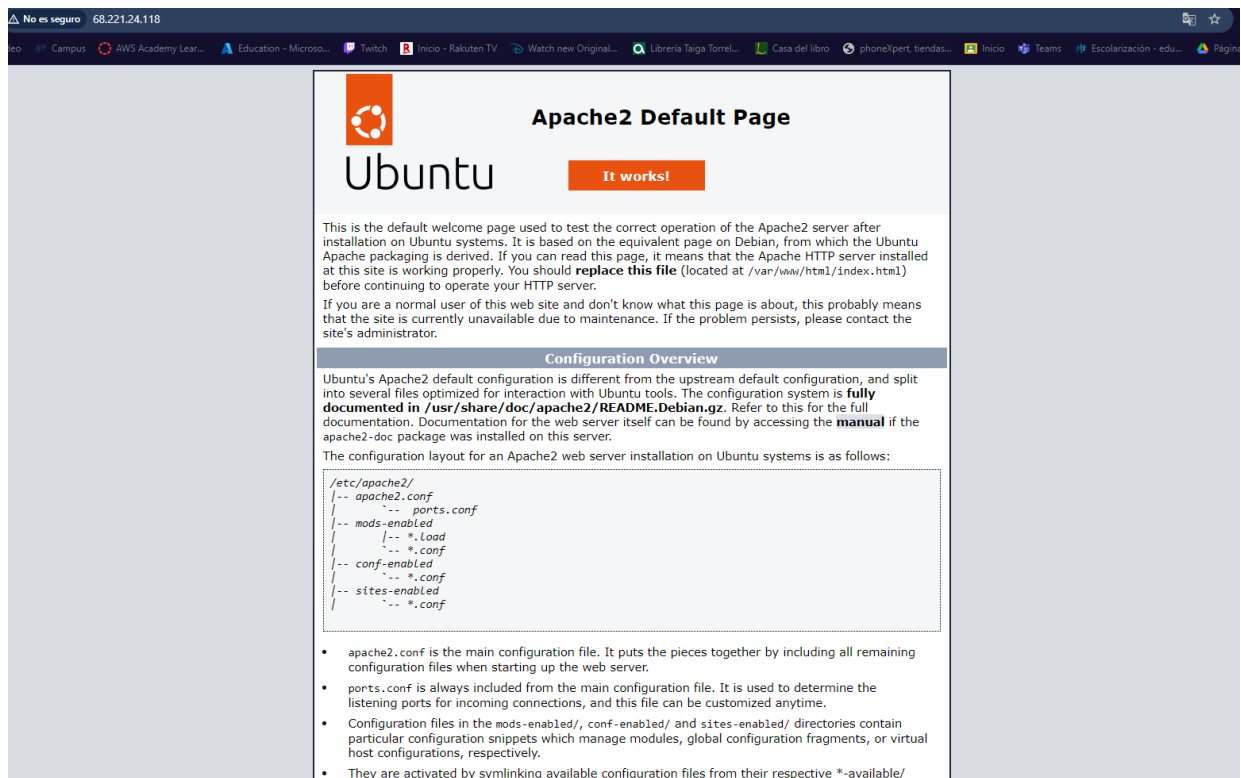 No es seguro 68.221.24.118
deo Campus AWS Academy Lear... Education - Microso... Twitch R Inicio - Rakuten TV Watch new Original... Librería Taiga Torrel... Casa del libro phoneXpert, tiendas... Inicio Teams Escolarización - edu... Página
Apache2 Default Page
Ubuntu
It works!
This is the default welcome page used to test the correct operation of the Apache2 server after
installation on Ubuntu systems. It is based on the equivalent page on Debian, from which the Ubuntu
Apache packaging is derived. If you can read this page, it means that the Apache HTTP server installed
at this site is working properly. You should replace this file (located at /var/www/html/index.html)
before continuing to operate your HTTP server.
If you are a normal user of this web site and don't know what this page is about, this probably means
that the site is currently unavailable due to maintenance. If the problem persists, please contact the
site's administrator.
Configuration Overview
Ubuntu's Apache2 default configuration is different from the upstream default configuration, and split
into several files optimized for interaction with Ubuntu tools. The configuration system is fully
documented in /usr/share/doc/apache2/README.Debian.gz. Refer to this for the full
documentation. Documentation for the web server itself can be found by accessing the manual if the
apache2-doc package was installed on this server.
The configuration layout for an Apache2 web server installation on Ubuntu systems is as follows:
/etc/apache2/
|-- apache2.conf
|       `--  ports.conf
|-- mods-enabled
|       |-- *.load
|       `-- *.conf
|-- conf-enabled
|       `-- *.conf
|-- sites-enabled
|       `-- *.conf
• apache2.conf is the main configuration file. It puts the pieces together by including all remaining
configuration files when starting up the web server.
• ports.conf is always included from the main configuration file. It is used to determine the
listening ports for incoming connections, and this file can be customized anytime.
• Configuration files in the mods-enabled/, conf-enabled/ and sites-enabled/ directories contain
particular configuration snippets which manage modules, global configuration fragments, or virtual
host configurations, respectively.
• They are activated by symlinking available configuration files from their respective *-available/